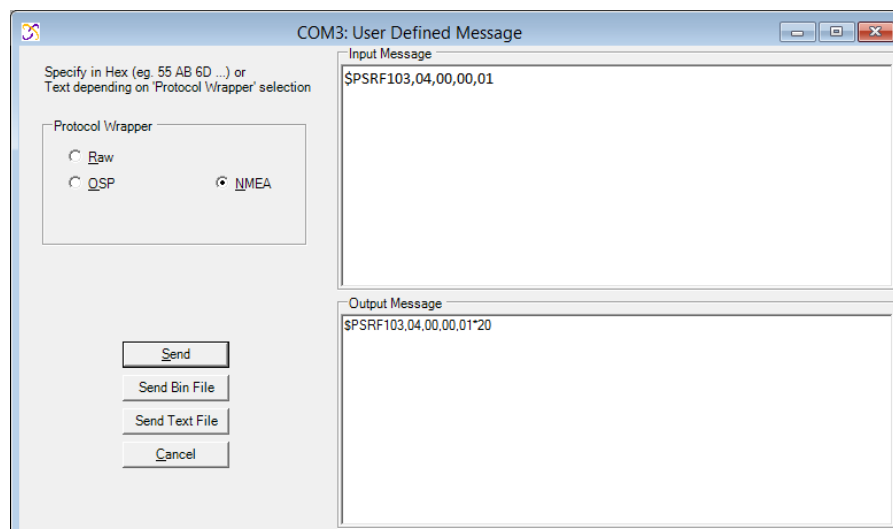 COM3: User Defined Message
Specify in Hex (eg. 55 AB 6D ...) or
Text depending on 'Protocol Wrapper' selection
Protocol Wrapper
Raw
OSP
NMEA
Send
Send Bin File
Send Text File
Cancel
Input Message
$PSRF103,04,00,00,01
Output Message
$PSRF103,04,00,00,01*20